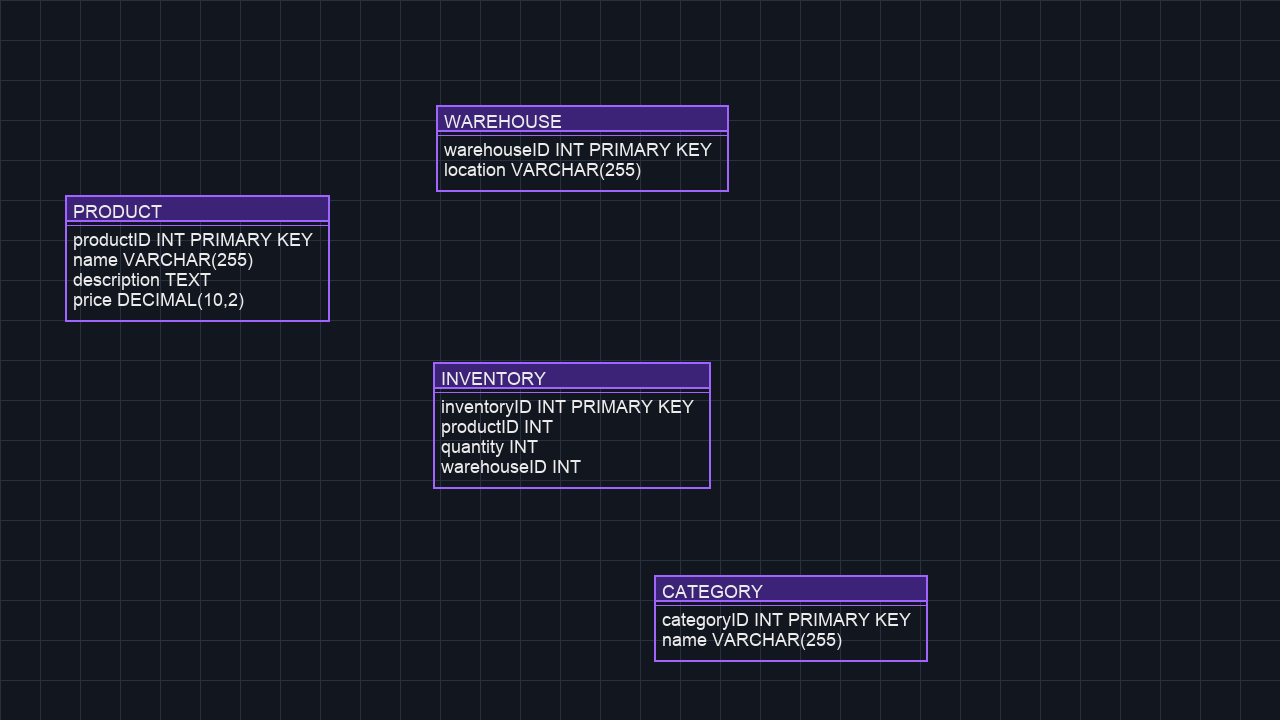 WAREHOUSE
warehouseID INT PRIMARY KEY
location VARCHAR(255)
PRODUCT
productID INT PRIMARY KEY
name VARCHAR(255)
description TEXT
price DECIMAL(10,2)
INVENTORY
inventoryID INT PRIMARY KEY
productID INT
quantity INT
warehouseID INT
CATEGORY
categoryID INT PRIMARY KEY
name VARCHAR(255)